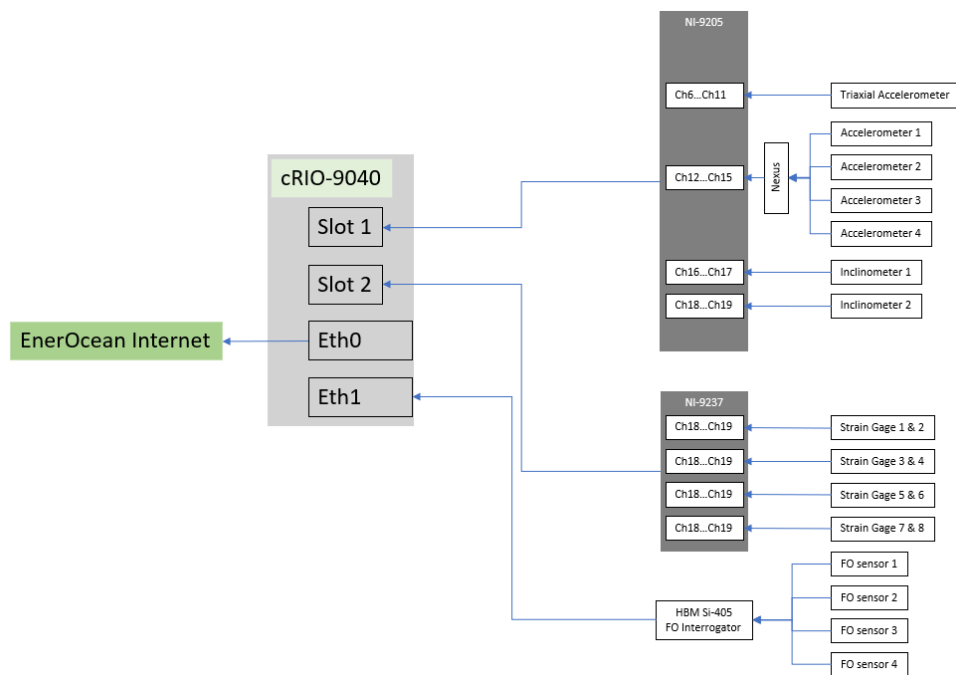 NI-9205
Ch6...Ch11
Triaxial Accelerometer
Accelerometer 1
Accelerometer 2
Ch12...Ch15
Nexus
Accelerometer 3
Accelerometer 4
Ch16...Ch17
Inclinometer 1
Ch18...Ch19
Inclinometer 2
cRIO-9040
Slot 1
Slot 2
Eth0
Eth1
EnerOcean Internet
NI-9237
Ch18...Ch19
Strain Gage 1 & 2
Ch18...Ch19
Strain Gage 3 & 4
Ch18...Ch19
Strain Gage 5 & 6
Ch18...Ch19
Strain Gage 7 & 8
HBM Si-405
FO Interrogator
FO sensor 1
FO sensor 2
FO sensor 3
FO sensor 4